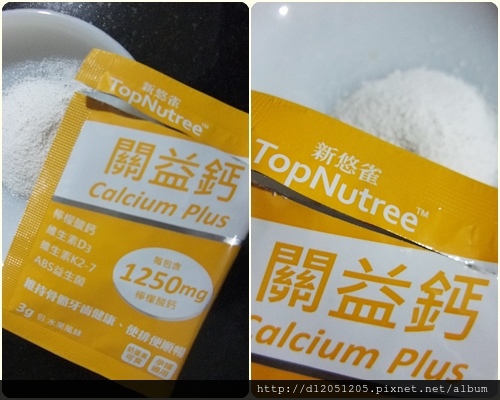 新悠雀
TopNutree™
關益鈣
Calcium Plus
檸檬酸鈣
維生素D3
維生素K2-7
ABS益生菌
每包含
1250mg
檸檬酸鈣
維持骨骼牙齒健康、使排便順暢
3g
新悠雀
TopNutree™
關益鈣
Calcium Plus
http://d12051205.pixnet.net/album